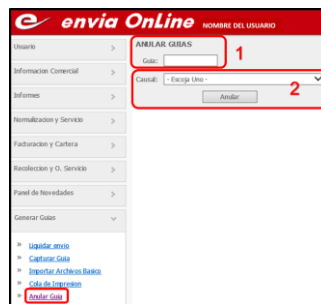 e envia OnLine NOMBRE DEL USUARIO
Usuario >
Informacion Comercial >
Informes >
Normalizacion y Servicio >
Facturacion y Cartera >
Recoleccion y O. Servicio >
Panel de Novedades >
Generar Guias
» Liquidar envio
» Capturar Guia
» Importar Archivos Basico
» Cola de Impresion
» Anular Guia
ANULAR GUIAS
Guia:
1
Causal: - Escoja Uno -
Anular
2